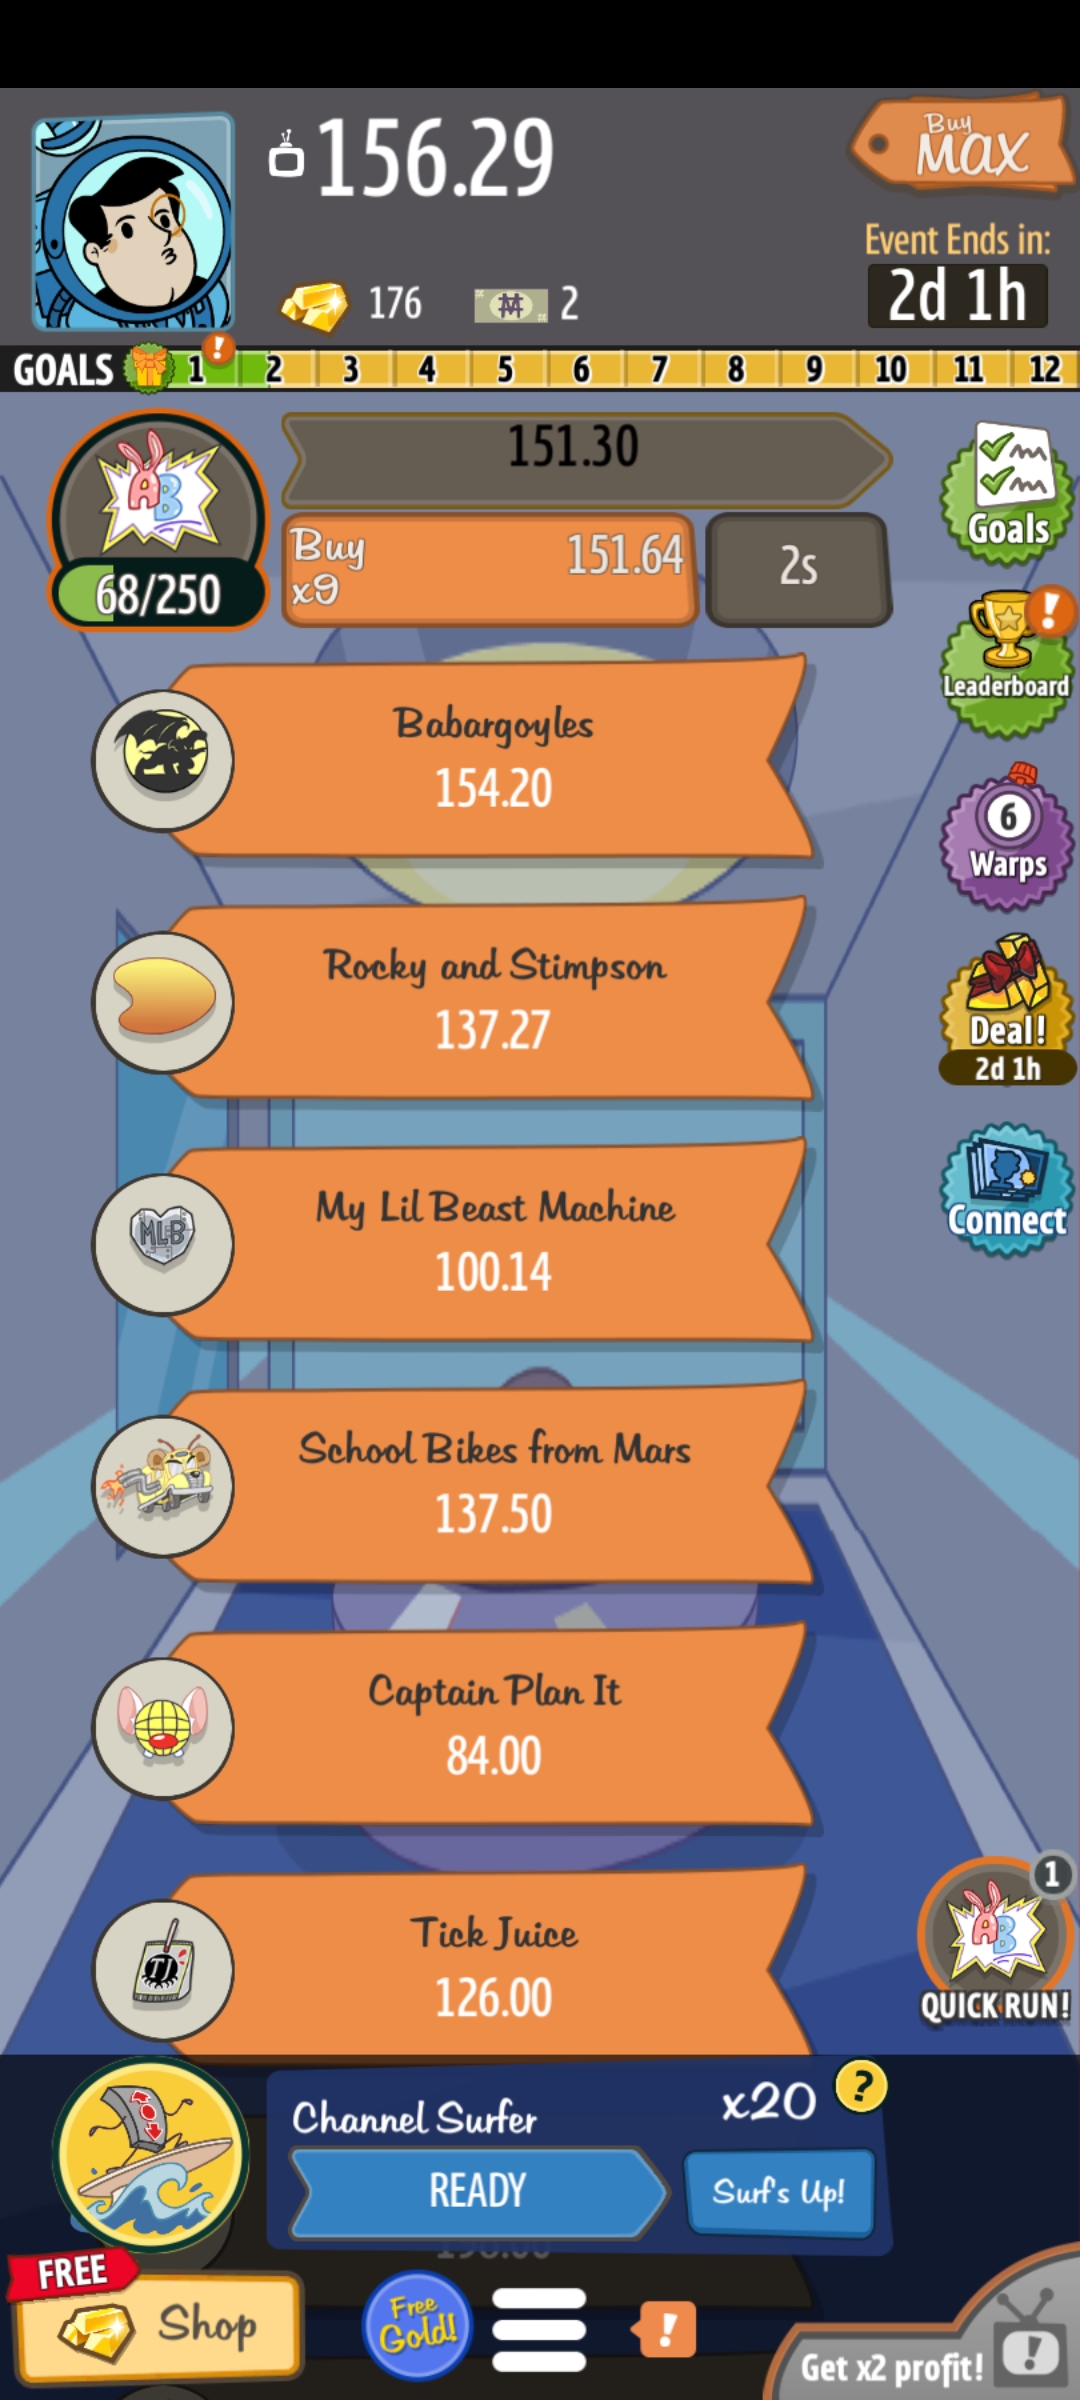 156.29
Buy
MAX
Event Ends in:
2d 1h
176
2
GOALS 1 ! 2 3 4 5 6 7 8 9 10 11 12
AB
68/250
151.30
Buy
x9
151.64
2s
Goals
!
Leaderboard
Babargoyles
154.20
6
Warps
Rocky and Stimpson
137.27
Deal!
2d 1h
MLB
My Lil Beast Machine
100.14
Connect
School Bikes from Mars
137.50
Captain Plan It
84.00
TJ
Tick Juice
126.00
1
AB
QUICK RUN!
Channel Surfer
x20
?
READY
Surf's Up!
FREE
Shop
Free
Gold!
!
Get x2 profit!
!